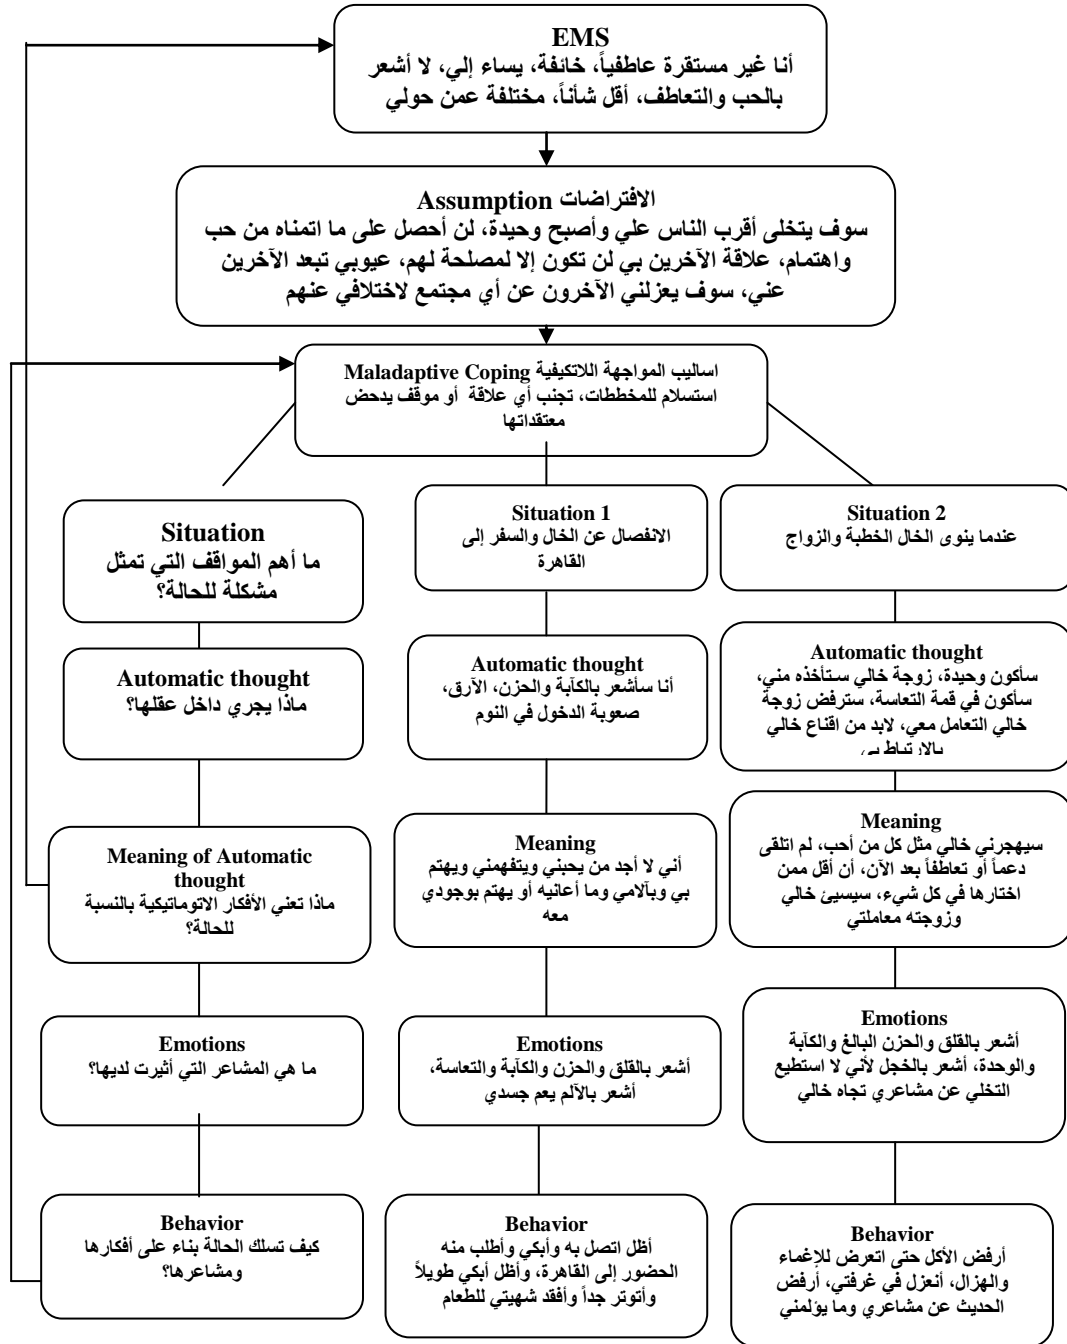 EMS
أنا غير مستقرة عاطفياً، خائفة، يساء إلي، لا أشعر
بالحب والتعاطف، أقل شأناً، مختلفة عمن حولي
الافتراضات Assumption
سوف يتخلى أقرب الناس علي وأصبح وحيدة، لن أحصل على ما اتمناه من حب
واهتمام، علاقة الآخرين بي لن تكون إلا لمصلحة لهم، عيوبي تبعد الآخرين
عني، سوف يعزلني الآخرون عن أي مجتمع لاختلافي عنهم
اساليب المواجهة اللاتكيفية Maladaptive Coping
استسلام للمخططات، تجنب أي علاقة أو موقف يدحض
معتقداتها
Situation
ما أهم المواقف التي تمثل
مشكلة للحالة؟
Automatic thought
ماذا يجري داخل عقلها؟
Meaning of Automatic
thought
ماذا تعني الأفكار الاتوماتيكية بالنسبة
للحالة؟
Emotions
ما هي المشاعر التي أثيرت لديها؟
Behavior
كيف تسلك الحالة بناء على أفكارها
ومشاعرها؟
Situation 1
الانفصال عن الخال والسفر إلى
القاهرة
Automatic thought
أنا سأشعر بالكآبة والحزن، الآرق،
صعوبة الدخول في النوم
Meaning
أني لا أجد من يحبني ويتفهمني ويهتم
بي وبآلامي وما أعانيه أو يهتم بوجودي
معه
Emotions
أشعر بالقلق والحزن والكآبة والتعاسة،
أشعر بالآلم يعم جسدي
Behavior
أظل اتصل به وأبكي وأطلب منه
الحضور إلى القاهرة، وأظل أبكي طويلاً
وأتوتر جداً وأفقد شهيتي للطعام
Situation 2
عندما ينوى الخال الخطبة والزواج
Automatic thought
سأكون وحيدة، زوجة خالي ستأخذه مني،
سأكون في قمة التعاسة، سترفض زوجة
خالي التعامل معي، لابد من اقناع خالي
بالارتباط بي
Meaning
سيهجرني خالي مثل كل من أحب، لم اتلقى
دعماً أو تعاطفاً بعد الآن، أن أقل ممن
اختارها في كل شيء، سيسيئ خالي
وزوجته معاملتي
Emotions
أشعر بالقلق والحزن البالغ والكآبة
والوحدة، أشعر بالخجل لأني لا استطيع
التخلي عن مشاعري تجاه خالي
Behavior
أرفض الأكل حتى اتعرض للإغماء
والهزال، أنعزل في غرفتي، أرفض
الحديث عن مشاعري وما يؤلمني